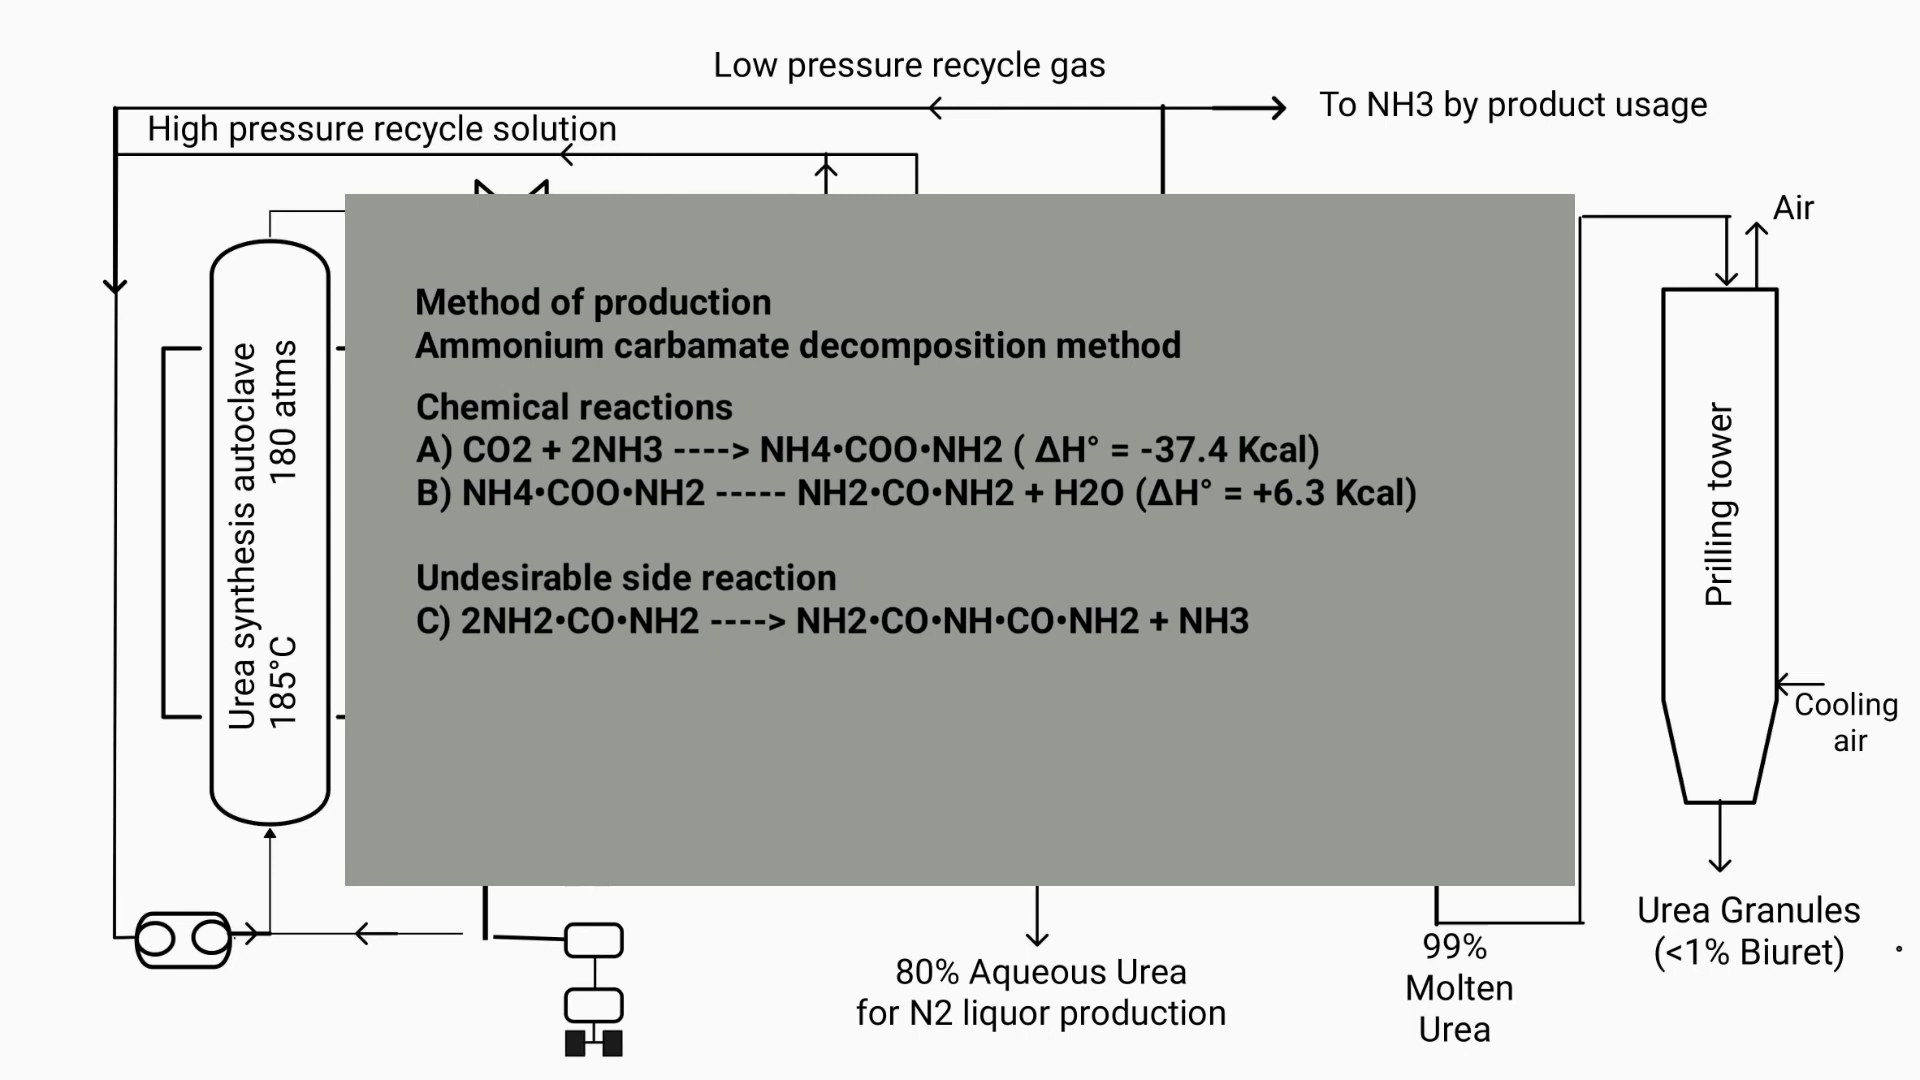 Low pressure recycle gas
To NH3 by product usage
High pressure recycle solution
Air
Urea synthesis autoclave
185°C 180 atms
Method of production
Ammonium carbamate decomposition method
Chemical reactions
A) CO2 + 2NH3 ----> NH4•COO•NH2 ( ΔH° = -37.4 Kcal)
B) NH4•COO•NH2 ----- NH2•CO•NH2 + H2O (ΔH° = +6.3 Kcal)
Undesirable side reaction
C) 2NH2•CO•NH2 ----> NH2•CO•NH•CO•NH2 + NH3
Prilling tower
Cooling
air
Urea Granules
(<1% Biuret)
80% Aqueous Urea
for N2 liquor production
99%
Molten
Urea